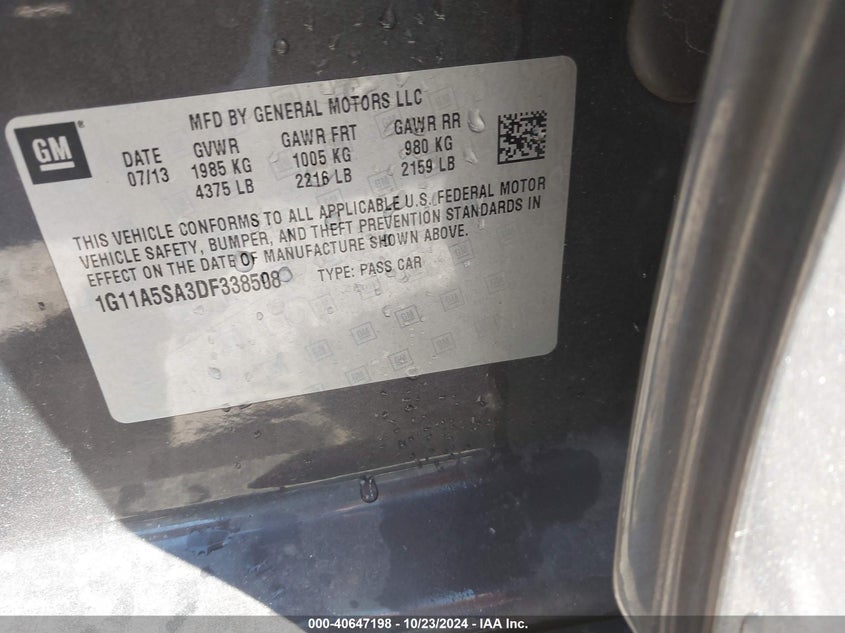 MFD BY GENERAL MOTORS LLC
GM®
DATE GVWR GAWR FRT GAWR RR
07/13 1985 KG 1005 KG 980 KG
4375 LB 2216 LB 2159 LB
THIS VEHICLE CONFORMS TO ALL APPLICABLE U.S. FEDERAL MOTOR
VEHICLE SAFETY, BUMPER, AND THEFT PREVENTION STANDARDS IN
EFFECT ON THE DATE OF MANUFACTURE SHOWN ABOVE.
1G11A5SA3DF338508 TYPE: PASS CAR
000-40647198 - 10/23/2024 - IAA Inc.